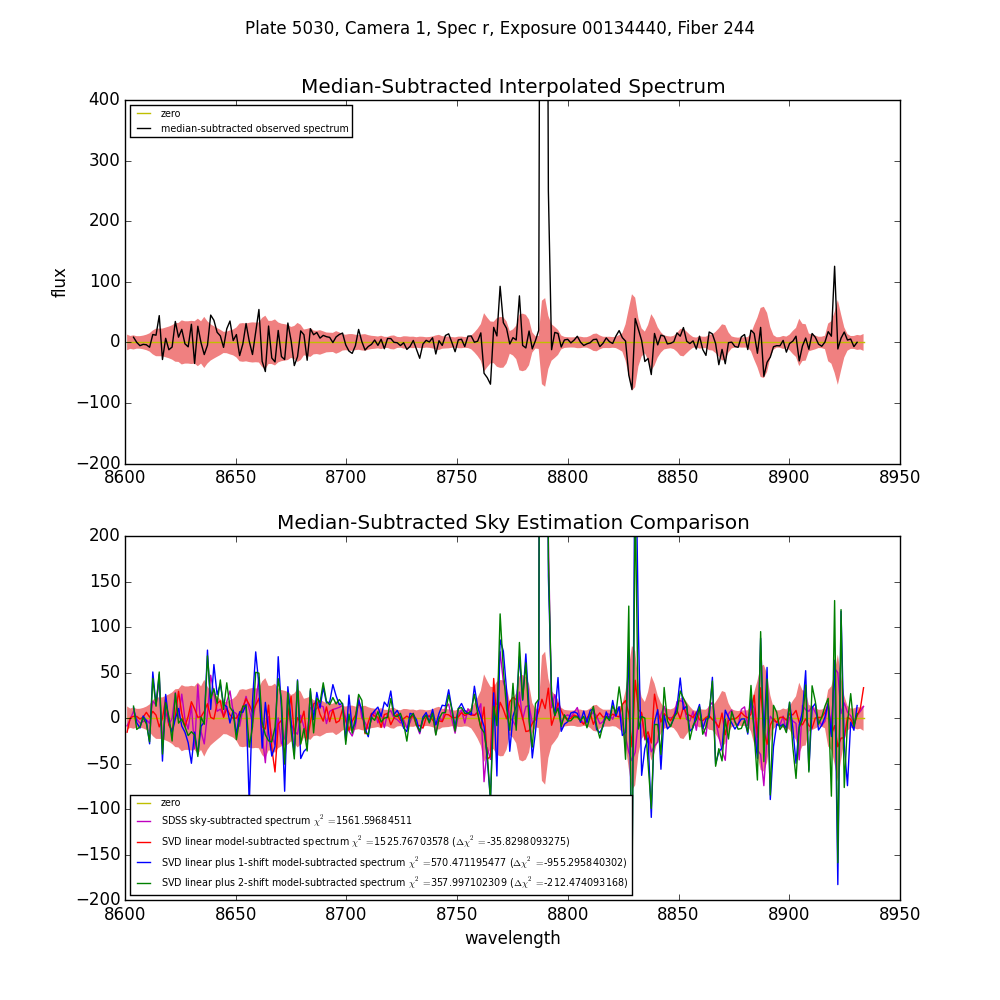 Plate 5030, Camera 1, Spec r, Exposure 00134440, Fiber 244
Median-Subtracted Interpolated Spectrum
400
300
200
100
0
−100
−200
flux
zero
median-subtracted observed spectrum
8600 8650 8700 8750 8800 8850 8900 8950
Median-Subtracted Sky Estimation Comparison
200
150
100
50
0
−50
−100
−150
−200
zero
SDSS sky-subtracted spectrum χ² =1561.59684511
SVD linear model-subtracted spectrum χ² =1525.76703578 (Δχ² =-35.8298093275)
SVD linear plus 1-shift model-subtracted spectrum χ² =570.471195477 (Δχ² =-955.295840302)
SVD linear plus 2-shift model-subtracted spectrum χ² =357.997102309 (Δχ² =-212.474093168)
8600 8650 8700 8750 8800 8850 8900 8950
wavelength